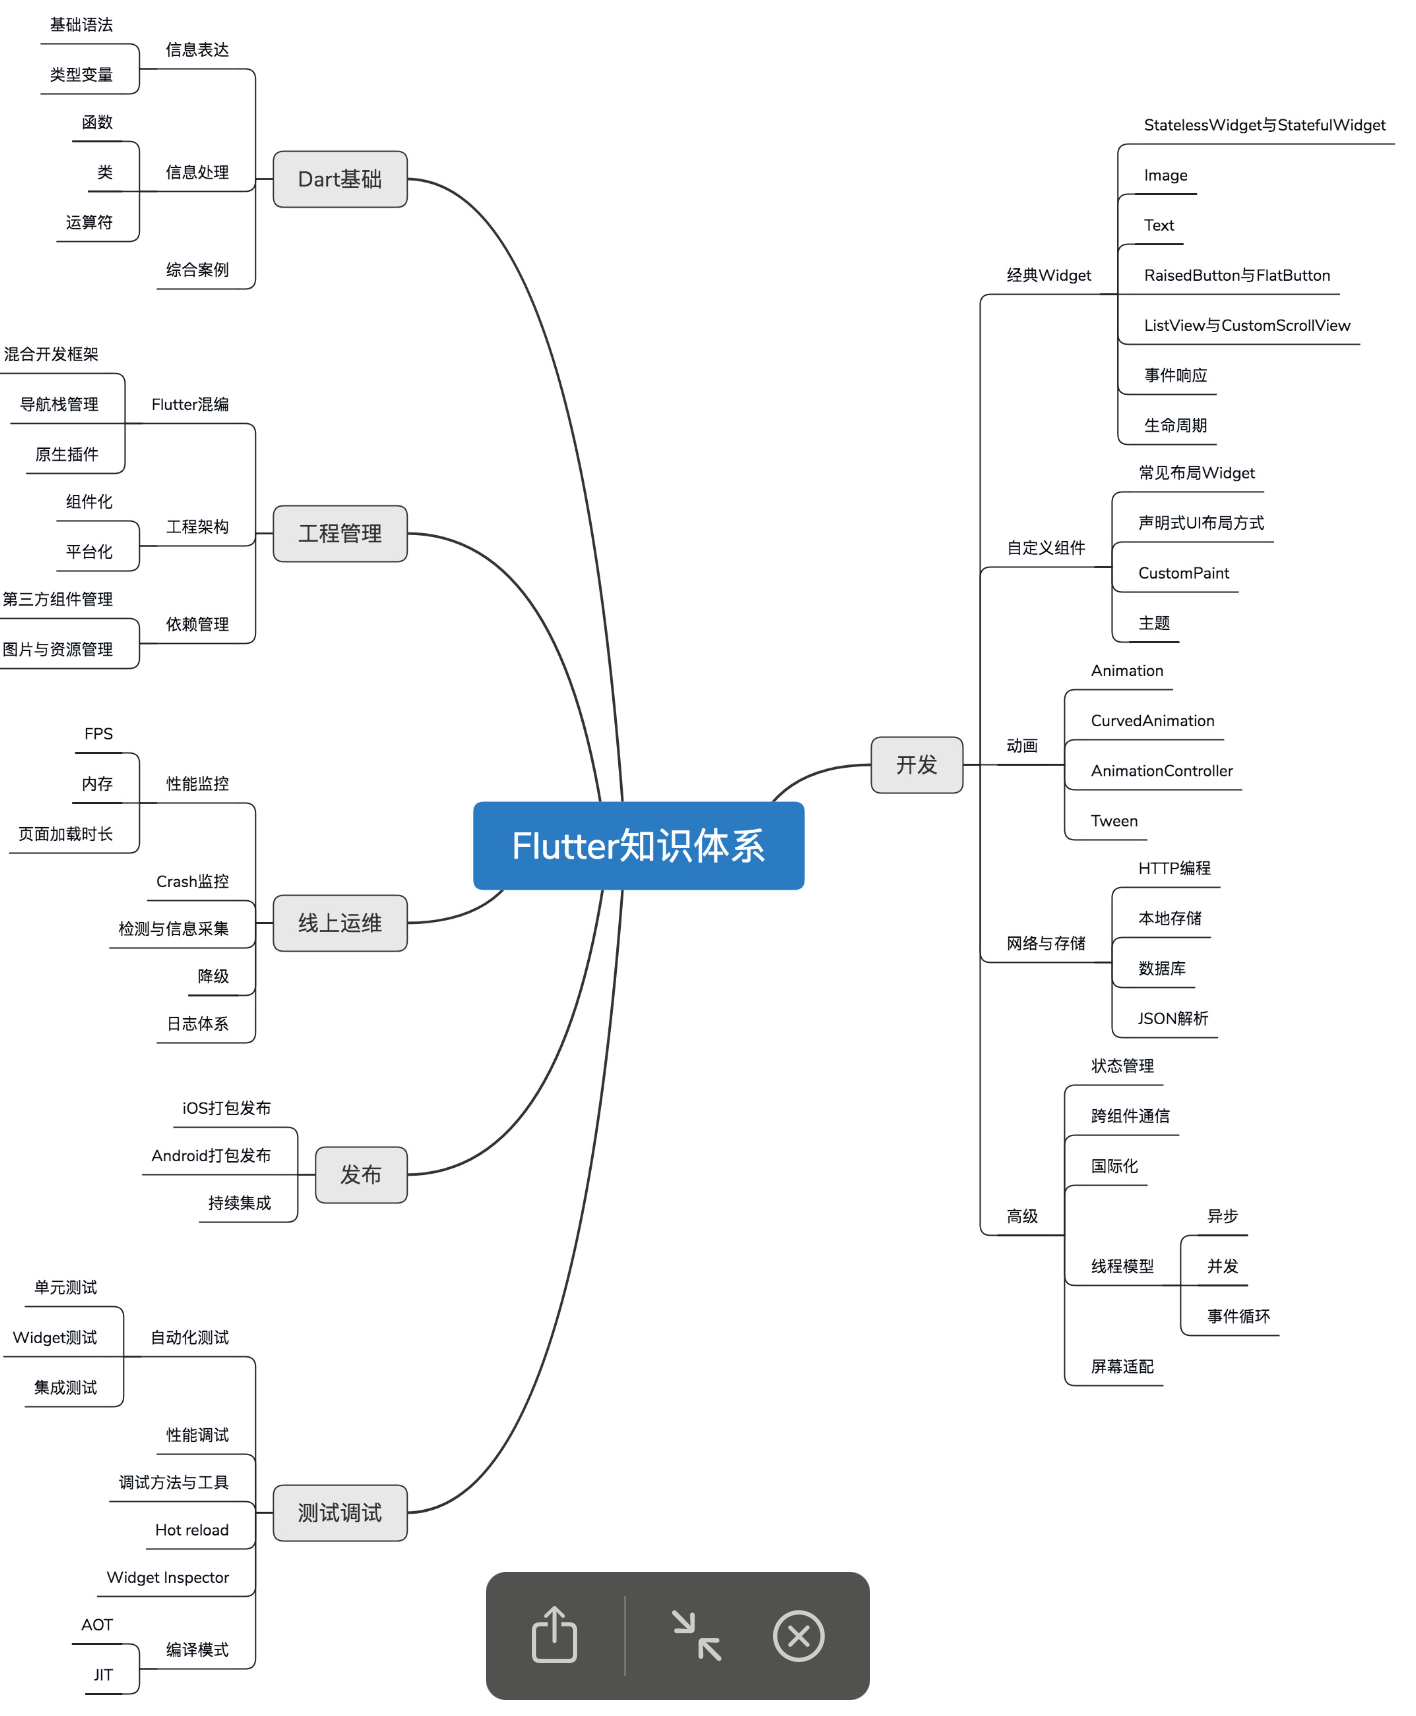 基础语法
类型变量
信息表达
函数
类
运算符
信息处理
综合案例
Dart基础
混合开发框架
导航栈管理
原生插件
Flutter混编
组件化
平台化
工程架构
第三方组件管理
图片与资源管理
依赖管理
工程管理
FPS
内存
页面加载时长
性能监控
Crash监控
检测与信息采集
降级
日志体系
线上运维
iOS打包发布
Android打包发布
持续集成
发布
单元测试
Widget测试
集成测试
自动化测试
性能调试
调试方法与工具
Hot reload
Widget Inspector
AOT
JIT
编译模式
测试调试
Flutter知识体系
开发
经典Widget
StatelessWidget与StatefulWidget
Image
Text
RaisedButton与FlatButton
ListView与CustomScrollView
事件响应
生命周期
自定义组件
常见布局Widget
声明式UI布局方式
CustomPaint
主题
动画
Animation
CurvedAnimation
AnimationController
Tween
网络与存储
HTTP编程
本地存储
数据库
JSON解析
高级
状态管理
跨组件通信
国际化
线程模型
异步
并发
事件循环
屏幕适配